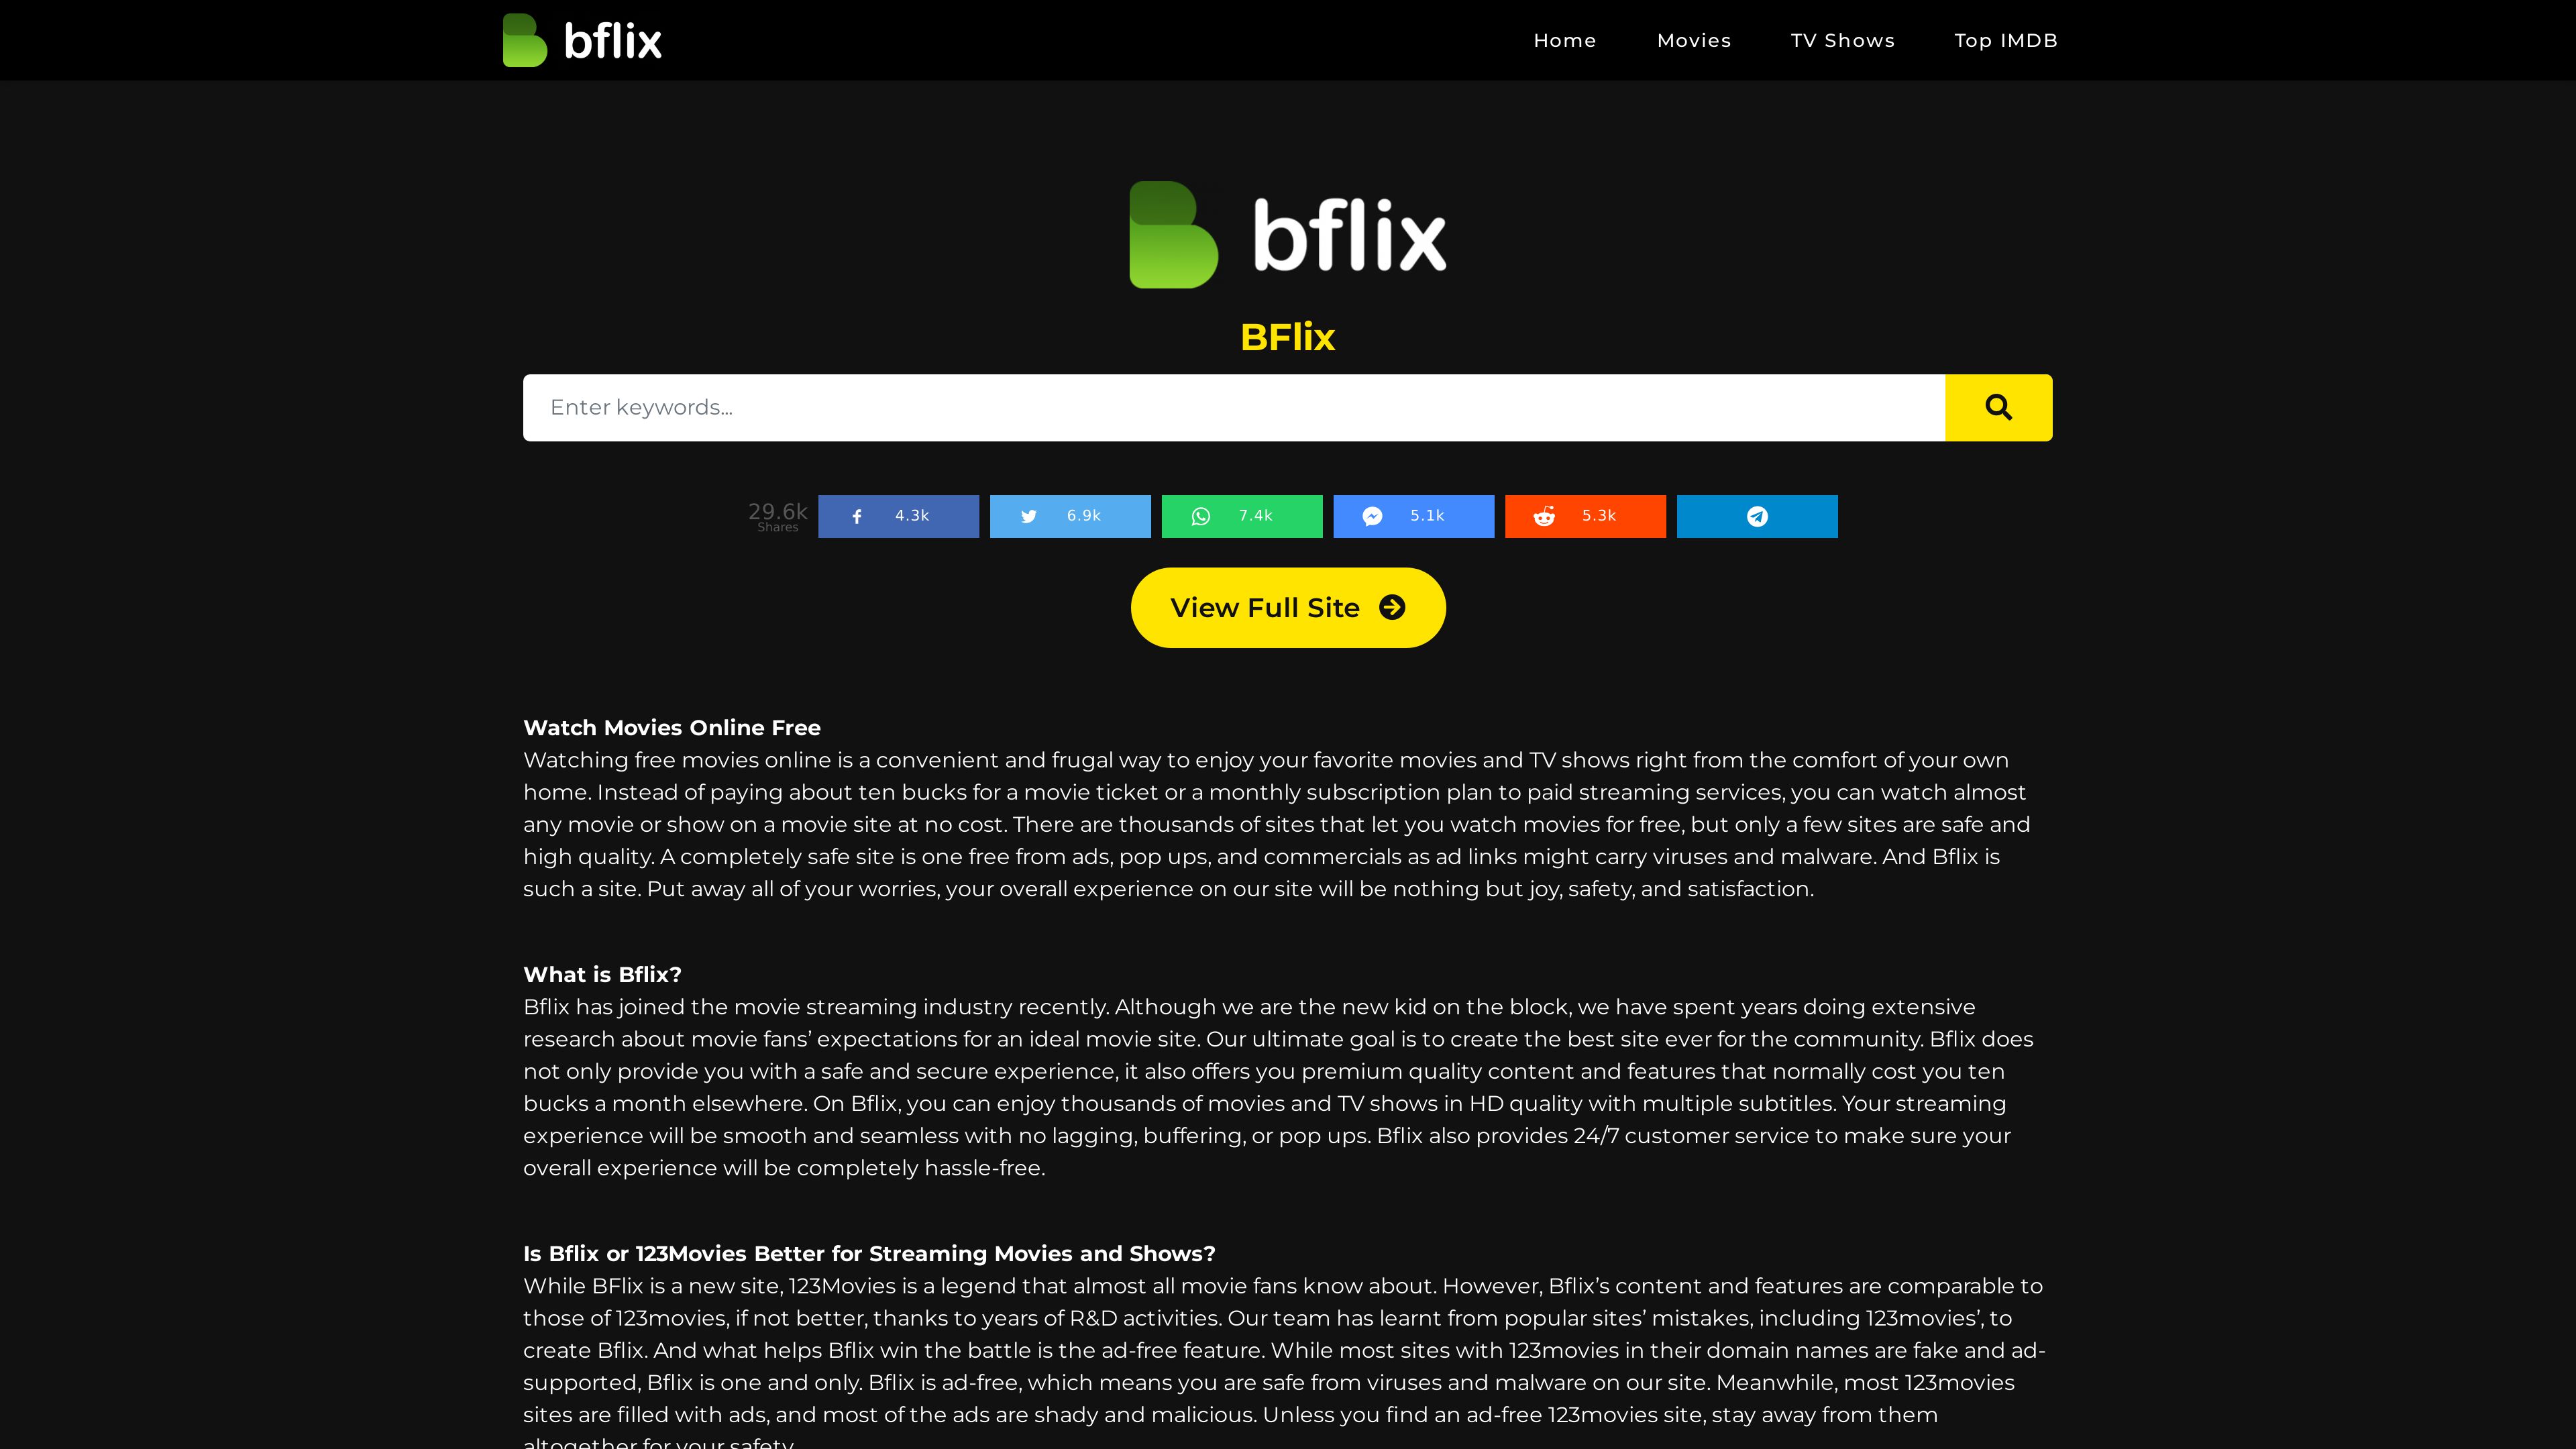 bflix
Home Movies TV Shows Top IMDB
bflix
BFlix
Enter keywords...
29.6k
Shares
4.3k
6.9k
7.4k
5.1k
5.3k
View Full Site
Watch Movies Online Free
Watching free movies online is a convenient and frugal way to enjoy your favorite movies and TV shows right from the comfort of your own
home. Instead of paying about ten bucks for a movie ticket or a monthly subscription plan to paid streaming services, you can watch almost
any movie or show on a movie site at no cost. There are thousands of sites that let you watch movies for free, but only a few sites are safe and
high quality. A completely safe site is one free from ads, pop ups, and commercials as ad links might carry viruses and malware. And Bflix is
such a site. Put away all of your worries, your overall experience on our site will be nothing but joy, safety, and satisfaction.
What is Bflix?
Bflix has joined the movie streaming industry recently. Although we are the new kid on the block, we have spent years doing extensive
research about movie fans’ expectations for an ideal movie site. Our ultimate goal is to create the best site ever for the community. Bflix does
not only provide you with a safe and secure experience, it also offers you premium quality content and features that normally cost you ten
bucks a month elsewhere. On Bflix, you can enjoy thousands of movies and TV shows in HD quality with multiple subtitles. Your streaming
experience will be smooth and seamless with no lagging, buffering, or pop ups. Bflix also provides 24/7 customer service to make sure your
overall experience will be completely hassle-free.
Is Bflix or 123Movies Better for Streaming Movies and Shows?
While BFlix is a new site, 123Movies is a legend that almost all movie fans know about. However, Bflix’s content and features are comparable to
those of 123movies, if not better, thanks to years of R&D activities. Our team has learnt from popular sites’ mistakes, including 123movies’, to
create Bflix. And what helps Bflix win the battle is the ad-free feature. While most sites with 123movies in their domain names are fake and ad-
supported, Bflix is one and only. Bflix is ad-free, which means you are safe from viruses and malware on our site. Meanwhile, most 123movies
sites are filled with ads, and most of the ads are shady and malicious. Unless you find an ad-free 123movies site, stay away from them
altogether for your safety.